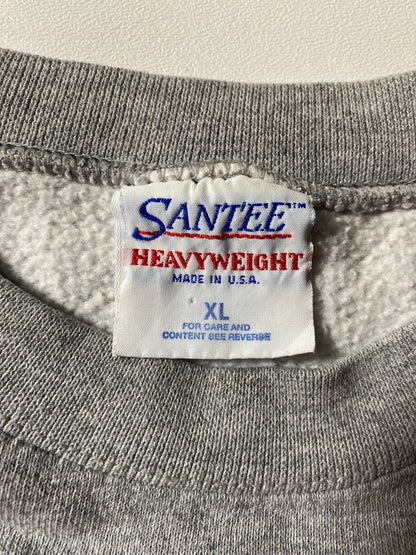 SANTEE™
HEAVYWEIGHT
MADE IN U.S.A.
XL
FOR CARE AND
CONTENT SEE REVERSE